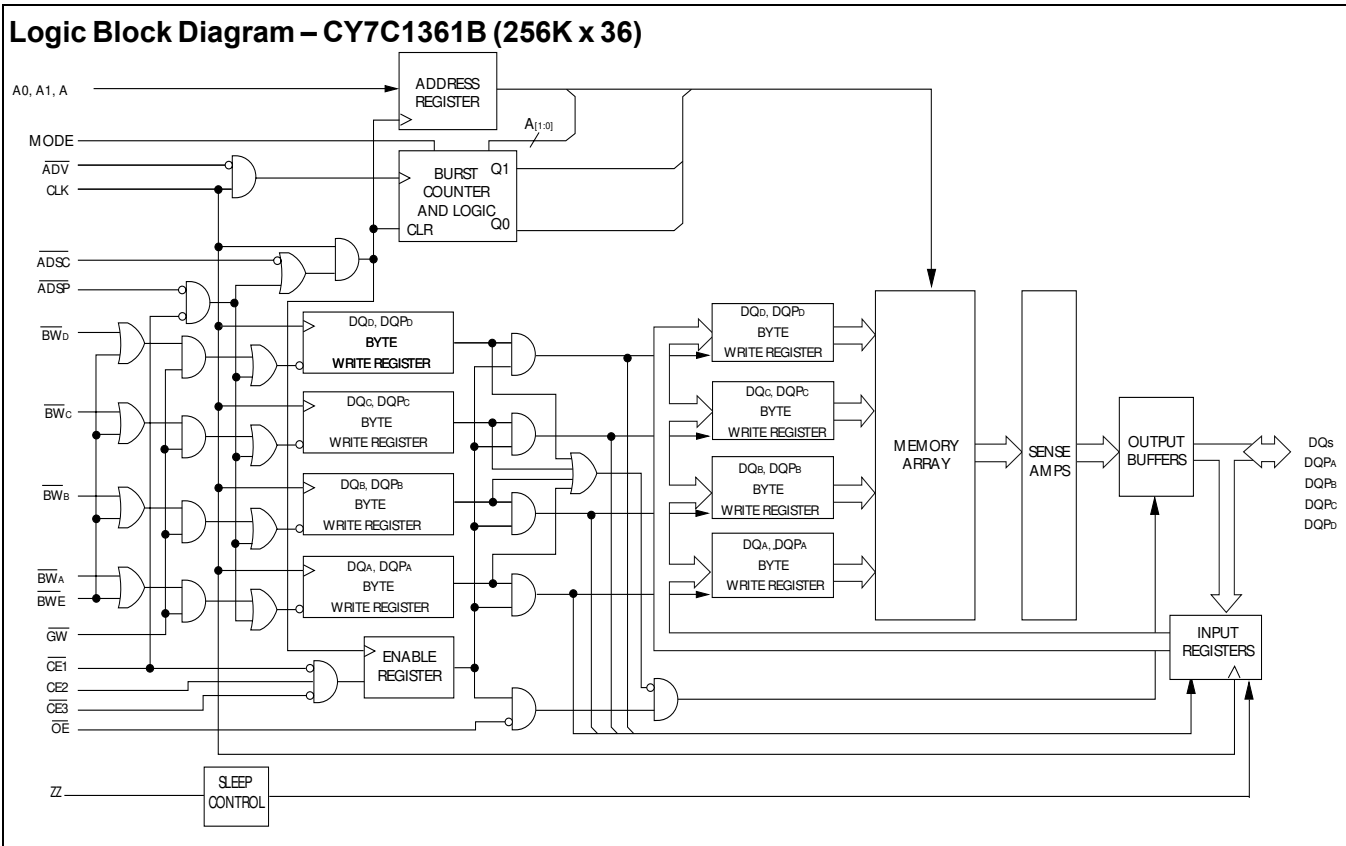 Logic Block Diagram – CY7C1361B (256K x 36)
A0, A1, A
ADDRESS
REGISTER
A[1:0]
MODE
ADV
CLK
BURST
COUNTER
AND LOGIC
CLR
Q1
Q0
ADSC
ADSP
BWD
DQD, DQPD
BYTE
WRITE REGISTER
DQD, DQPD
BYTE
WRITE REGISTER
BWC
DQC, DQPC
BYTE
WRITE REGISTER
DQC, DQPC
BYTE
WRITE REGISTER
MEMORY
ARRAY
SENSE
AMPS
OUTPUT
BUFFERS
DQs
DQPA
DQPB
DQPC
DQPD
BWB
DQB, DQPB
BYTE
WRITE REGISTER
DQB, DQPB
BYTE
WRITE REGISTER
BWA
BWE
DQA, DQPA
BYTE
WRITE REGISTER
DQA, DQPA
BYTE
WRITE REGISTER
GW
INPUT
REGISTERS
CE1
CE2
CE3
OE
ENABLE
REGISTER
ZZ
SLEEP
CONTROL